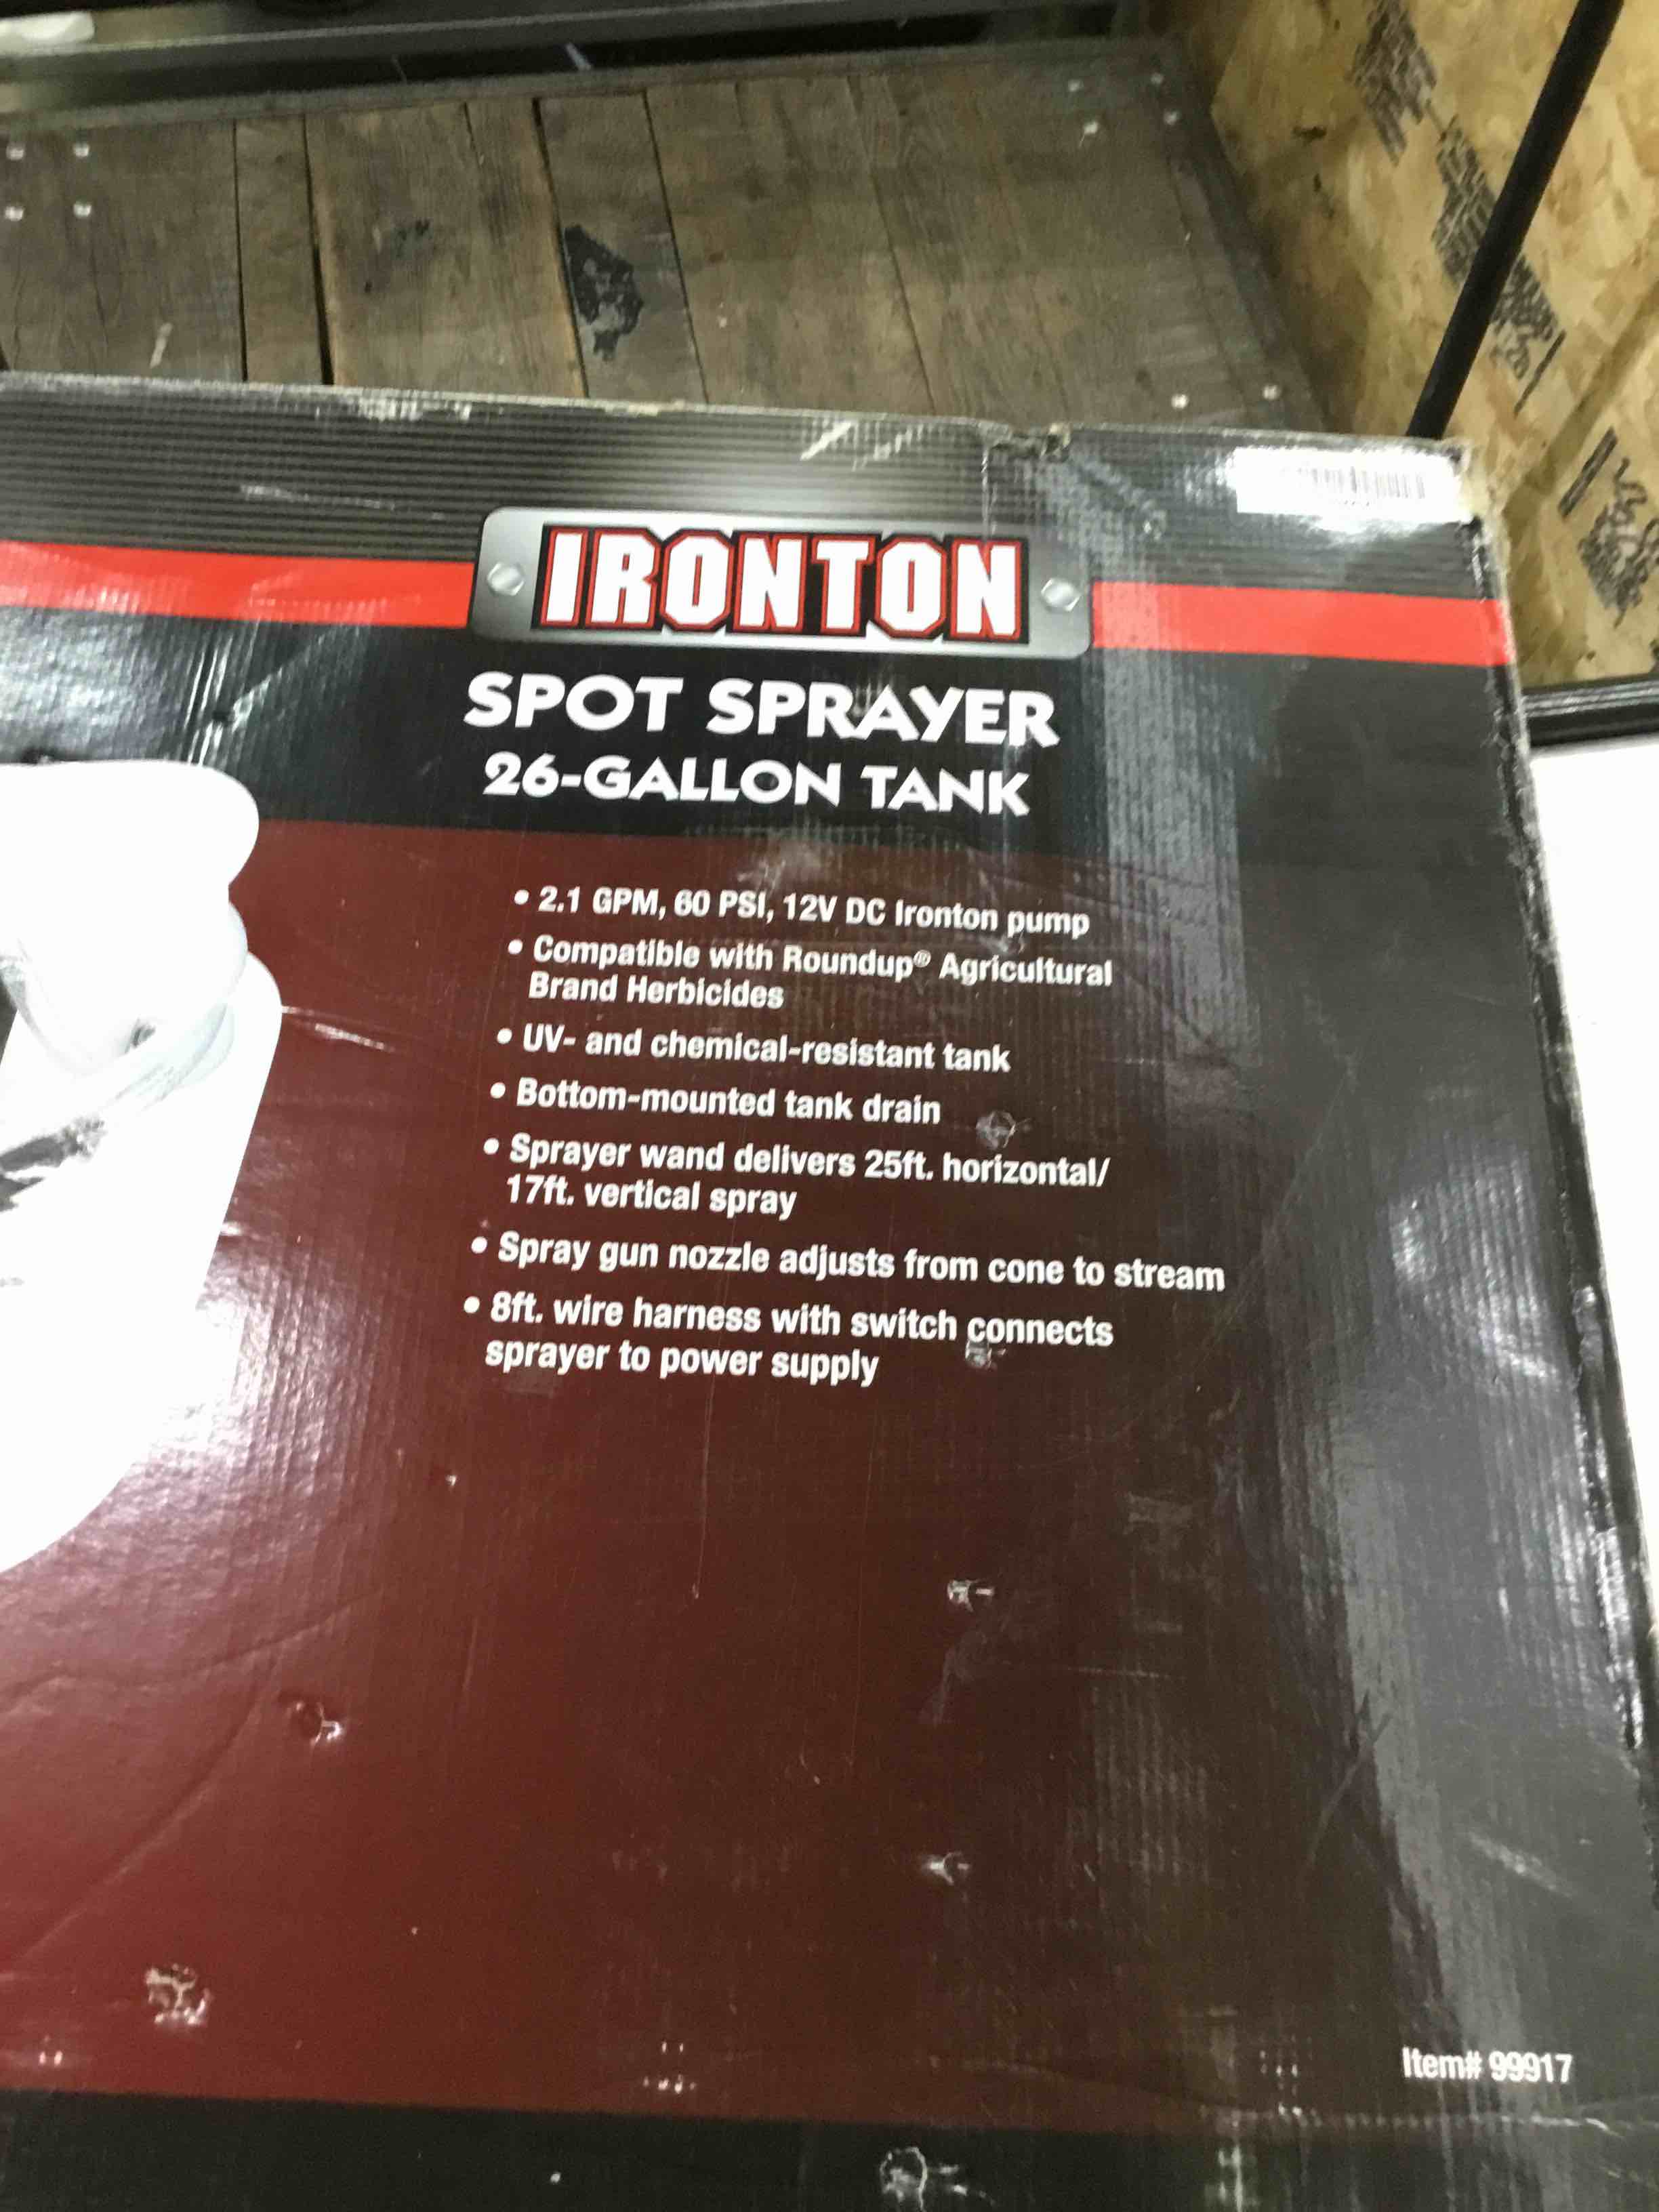 IRONTON
SPOT SPRAYER
26-GALLON TANK
• 2.1 GPM, 60 PSI, 12V DC Ironton pump
• Compatible with Roundup® Agricultural
Brand Herbicides
• UV- and chemical-resistant tank
• Bottom-mounted tank drain
• Sprayer wand delivers 25ft. horizontal/
17ft. vertical spray
• Spray gun nozzle adjusts from cone to stream
• 8ft. wire harness with switch connects
sprayer to power supply
Item# 99917